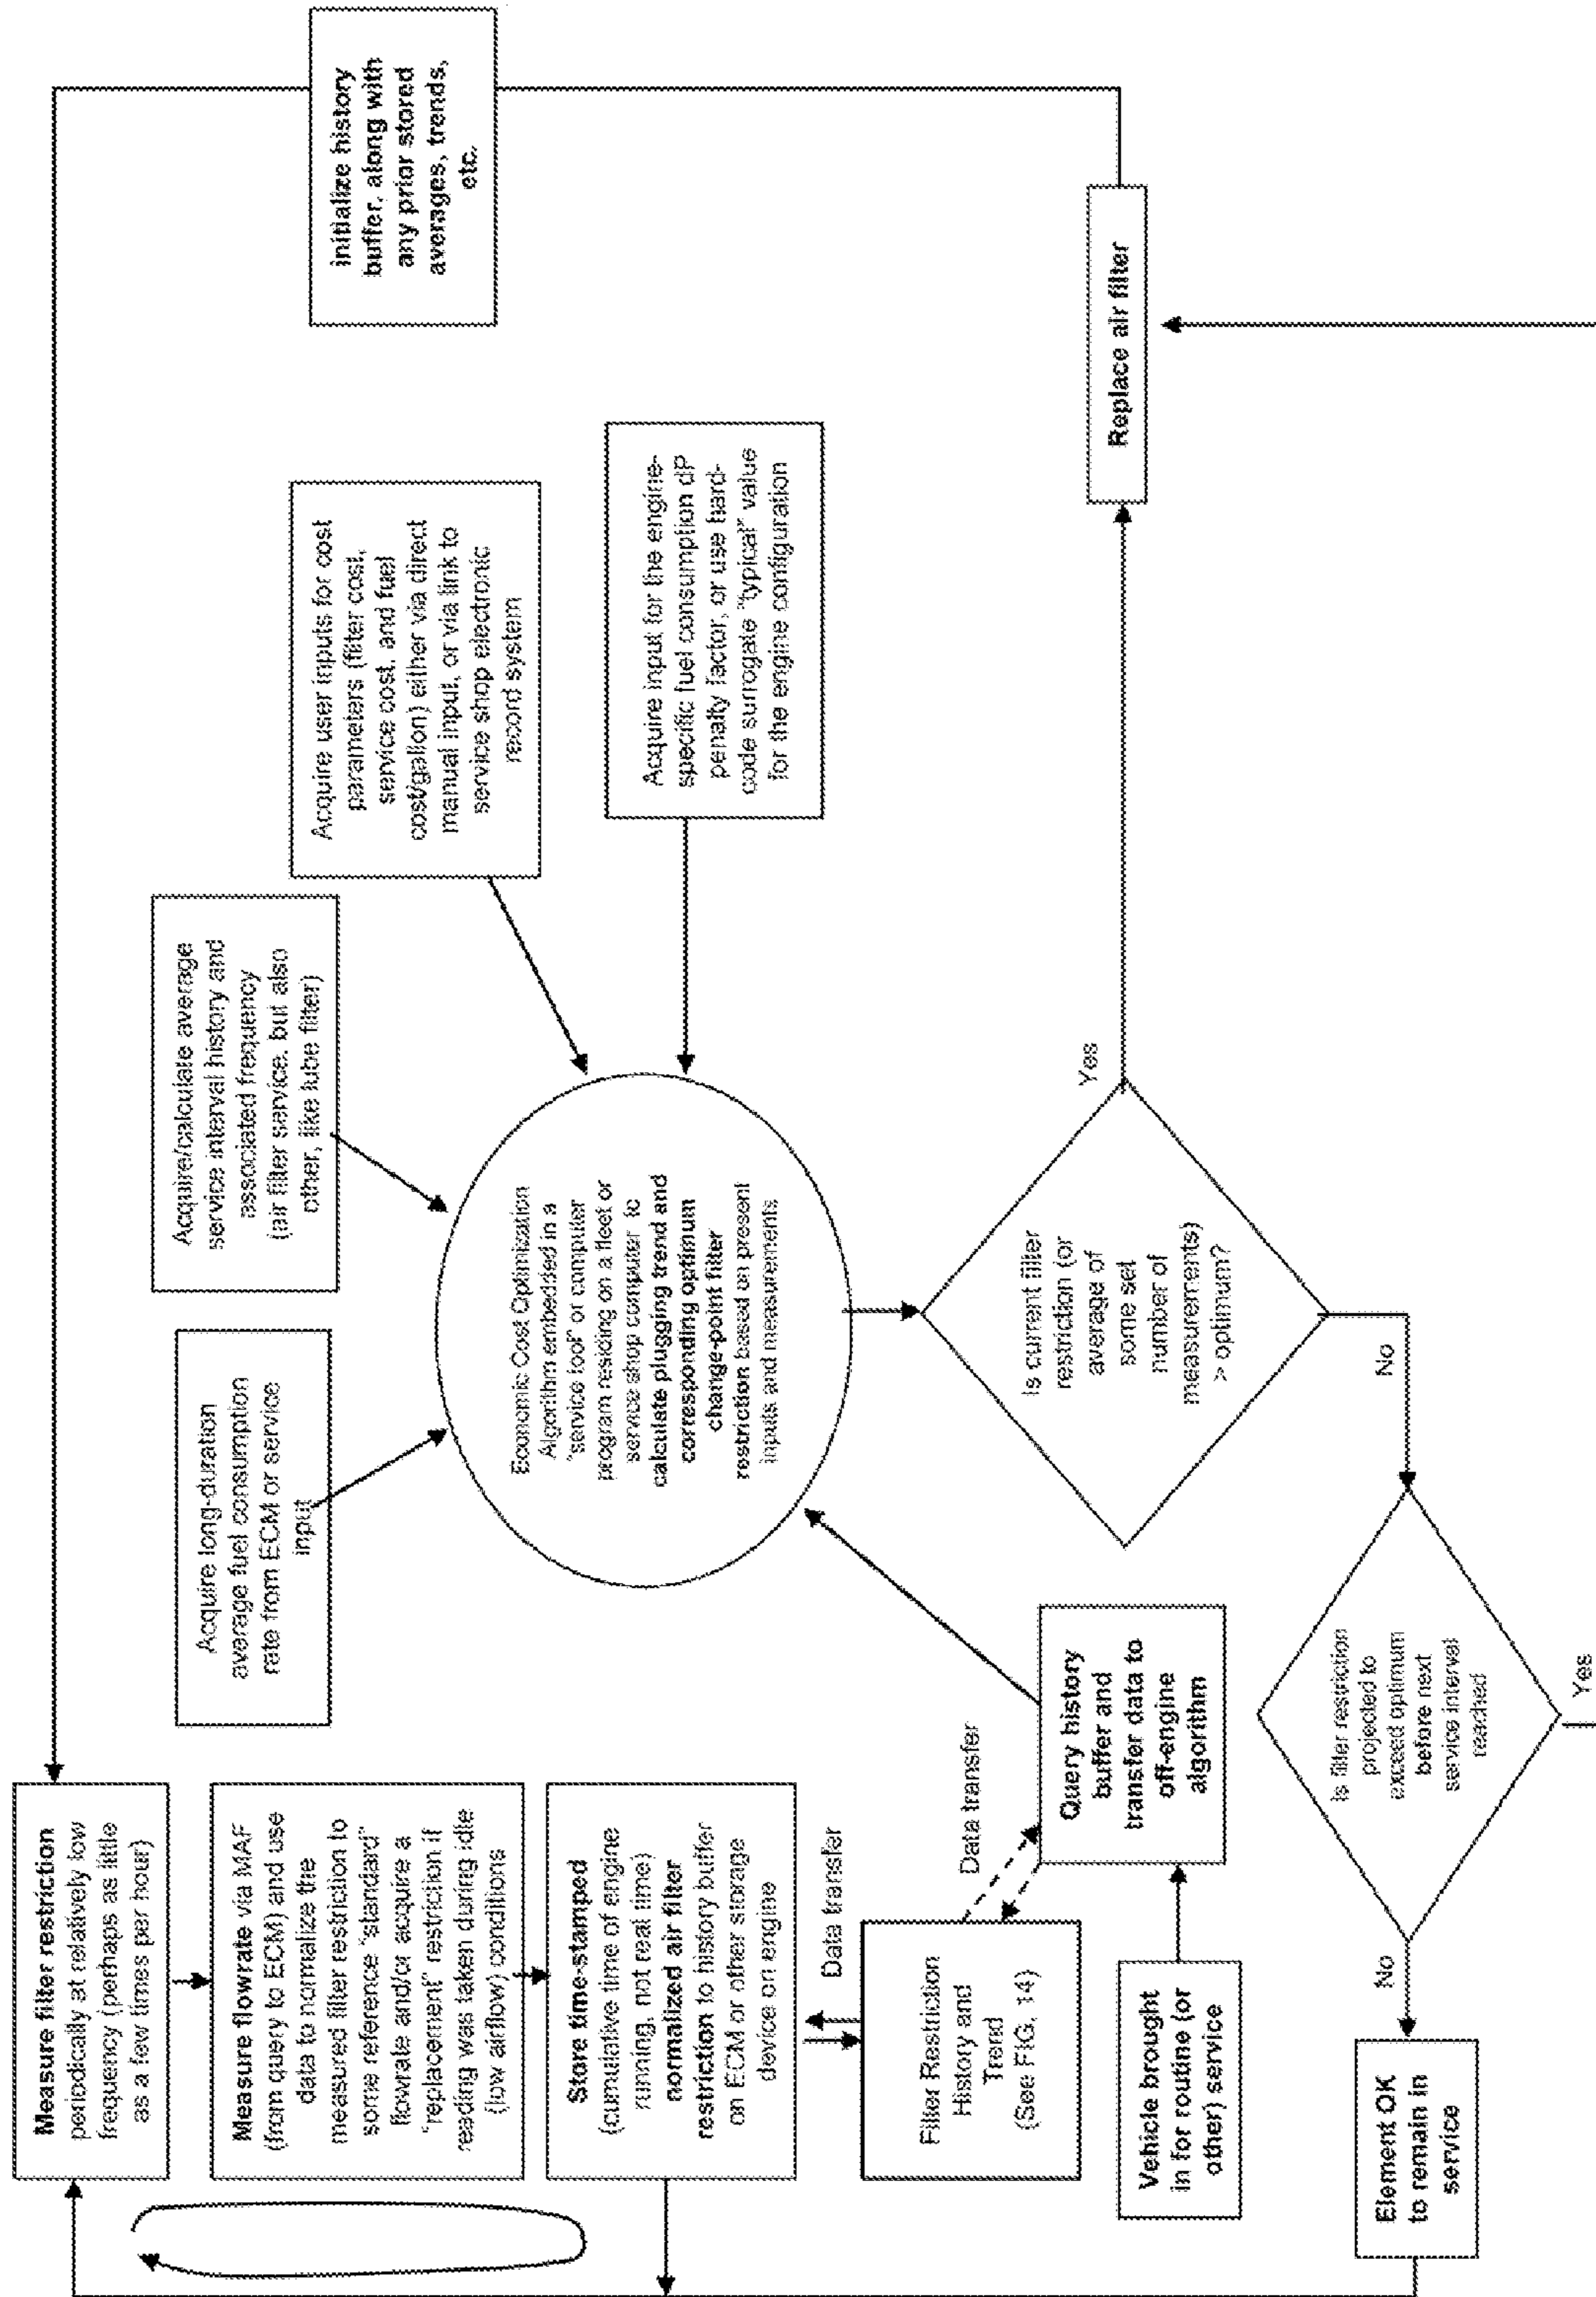 Measure filter restriction
periodically at relatively low
frequency (perhaps as little
as a few times per hour)
Measure flowrate via MAF
(from query to ECM) and use
data to normalize the
measured filter restriction to
some reference "standard"
flowrate and/or acquire a
"replacement" restriction if
reading was taken during idle
(low airflow) conditions
Store time-stamped
(cumulative time of engine
running, not real time)
normalized air filter
restriction to history buffer
on ECM or other storage
device on engine
Data transfer
Filter Restriction
History and
Trend
(See FIG. 14)
Data transfer
Vehicle brought
in for routine (or
other) service
Query history
buffer and
transfer data to
off-engine
algorithm
Acquire long-duration
average fuel consumption
rate from ECM or service
input
Acquire/calculate average
service interval history and
associated frequency
(air filter service, but also
other, like lube filter)
Acquire user inputs for cost
parameters (filter cost,
service cost, and fuel
cost/gallon) either via direct
manual input, or via link to
service shop electronic
record system
Acquire input for the engine-
specific fuel consumption dP
penalty factor, or use hard-
code surrogate "typical" value
for the engine configuration
Economic Cost Optimization
Algorithm embedded in a
"service tool" or computer
program residing on a fleet or
service shop computer to
calculate plugging trend and
corresponding optimum
change-point filter
restriction based on present
inputs and measurements
Is current filter
restriction (or
average of
some set
number of
measurements)
> optimum?
Yes
No
Is filter restriction
projected to
exceed optimum
before next
service interval
reached
No
Yes
Element OK
to remain in
service
Replace air filter
initialize history
buffer, along with
any prior stored
averages, trends,
etc.